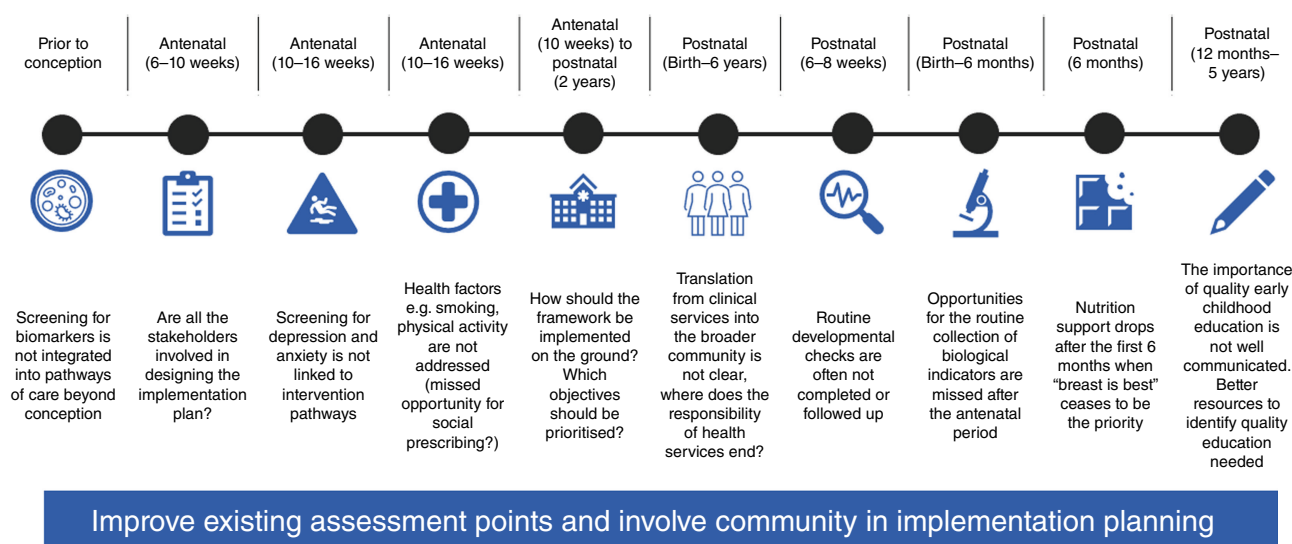 Prior to
conception
Antenatal
(6–10 weeks)
Antenatal
(10–16 weeks)
Antenatal
(10–16 weeks)
Antenatal
(10 weeks) to
postnatal
(2 years)
Postnatal
(Birth–6 years)
Postnatal
(6–8 weeks)
Postnatal
(Birth–6 months)
Postnatal
(6 months)
Postnatal
(12 months–
5 years)
Screening for
biomarkers is
not integrated
into pathways
of care beyond
conception
Are all the
stakeholders
involved in
designing the
implementation
plan?
Screening for
depression and
anxiety is not
linked to
intervention
pathways
Health factors
e.g. smoking,
physical activity
are not
addressed
(missed
opportunity for
social
prescribing?)
How should the
framework be
implemented
on the ground?
Which
objectives
should be
prioritised?
Translation
from clinical
services into
the broader
community is
not clear,
where does the
responsibility
of health
services end?
Routine
developmental
checks are
often not
completed or
followed up
Opportunities
for the routine
collection of
biological
indicators are
missed after
the antenatal
period
Nutrition
support drops
after the first 6
months when
“breast is best”
ceases to be
the priority
The importance
of quality early
childhood
education is
not well
communicated.
Better
resources to
identify quality
education
needed
Improve existing assessment points and involve community in implementation planning